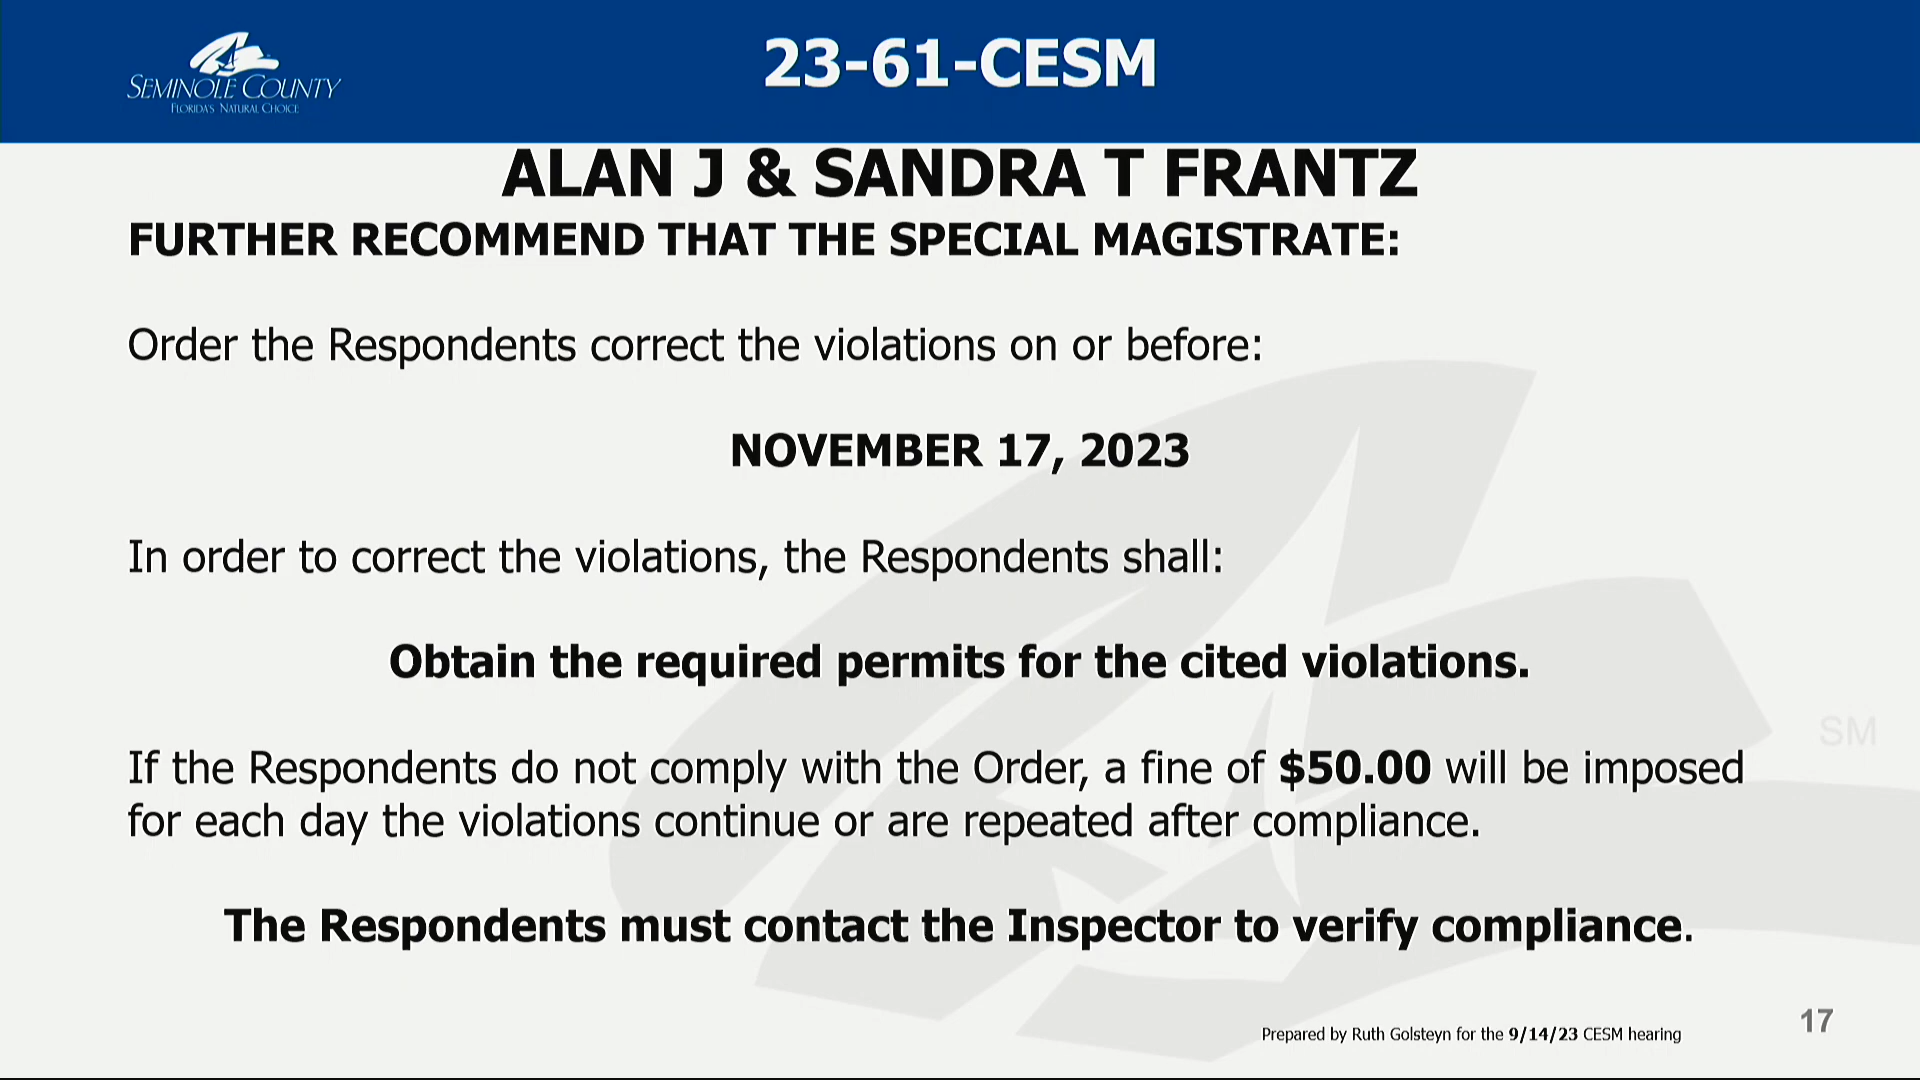 SEMINOLE COUNTY
FLORIDA'S NATURAL CHOICE
23-61-CESM
ALAN J & SANDRA T FRANTZ
FURTHER RECOMMEND THAT THE SPECIAL MAGISTRATE:
Order the Respondents correct the violations on or before:
NOVEMBER 17, 2023
In order to correct the violations, the Respondents shall:
Obtain the required permits for the cited violations.
If the Respondents do not comply with the Order, a fine of $50.00 will be imposed
for each day the violations continue or are repeated after compliance.
The Respondents must contact the Inspector to verify compliance.
SM
Prepared by Ruth Golsteyn for the 9/14/23 CESM hearing
17